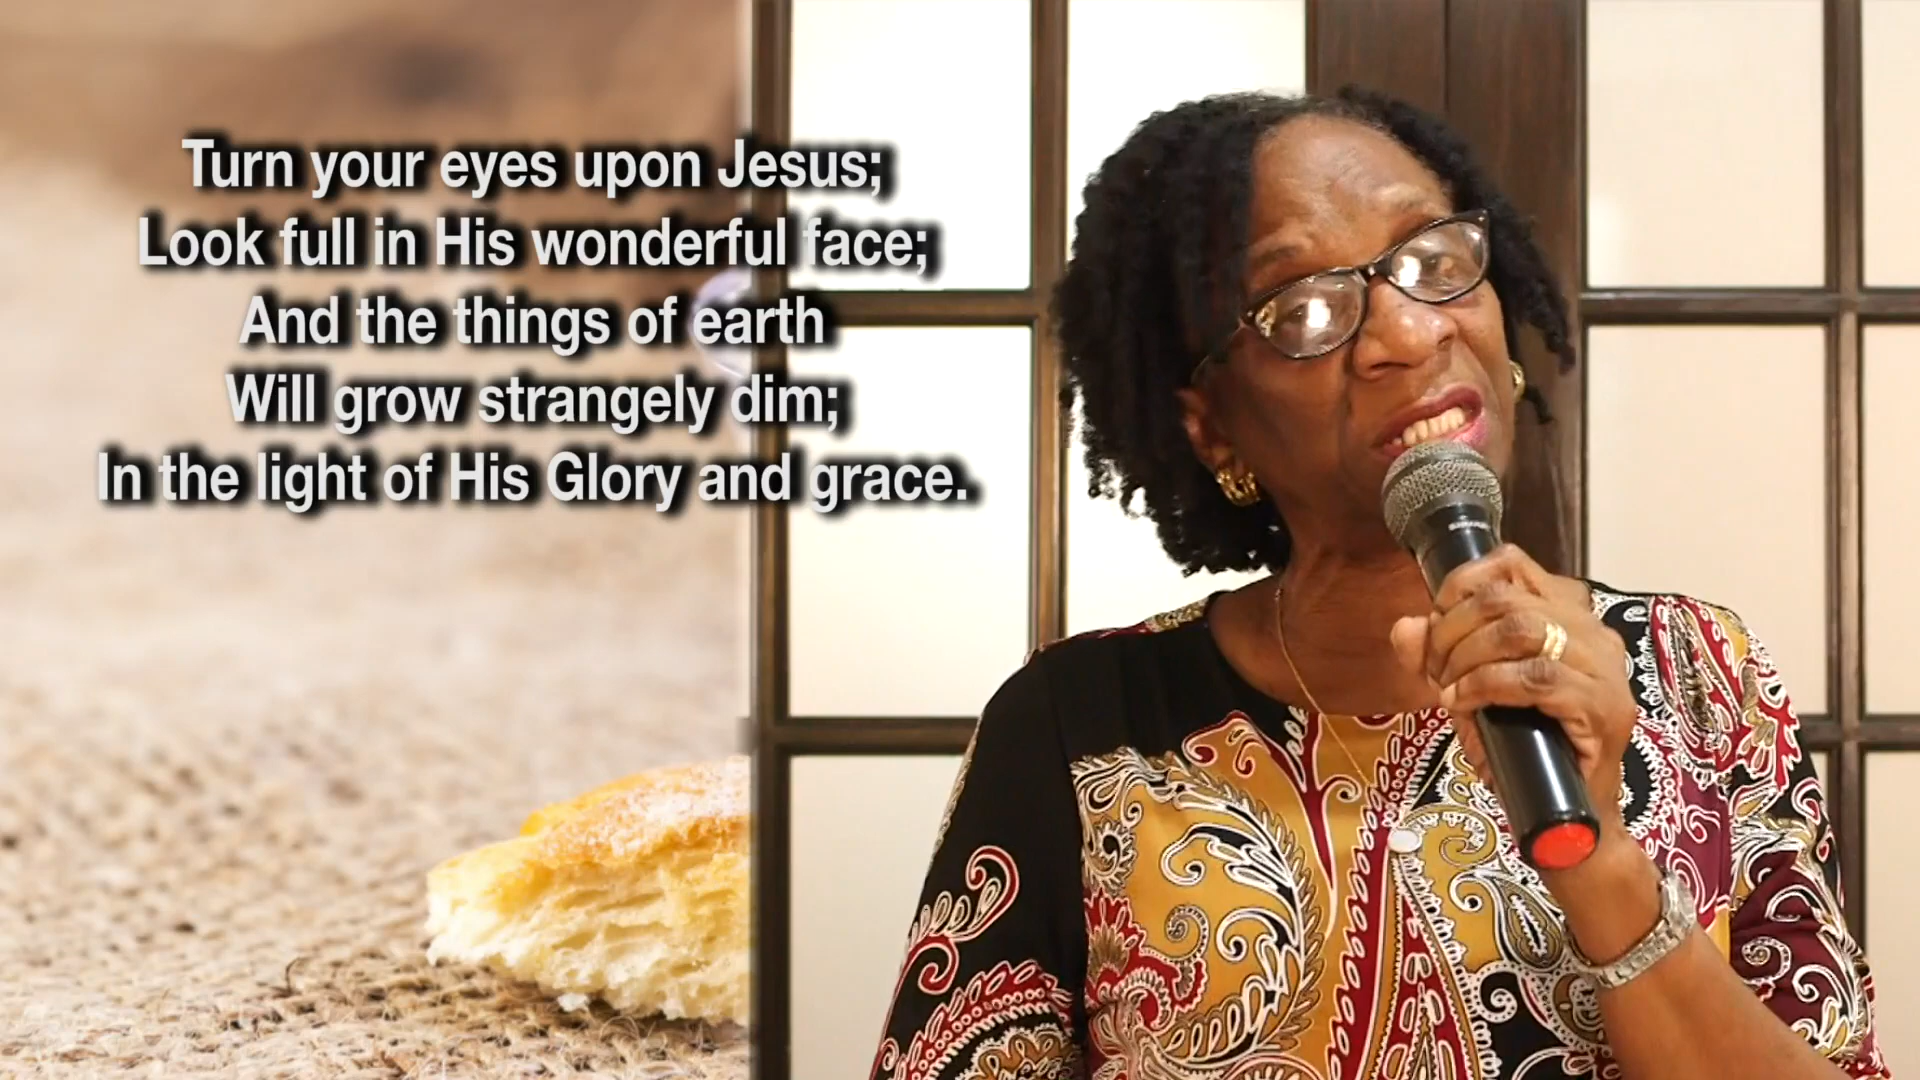 Turn your eyes upon Jesus;
Look full in His wonderful face;
And the things of earth
Will grow strangely dim;
In the light of His Glory and grace.